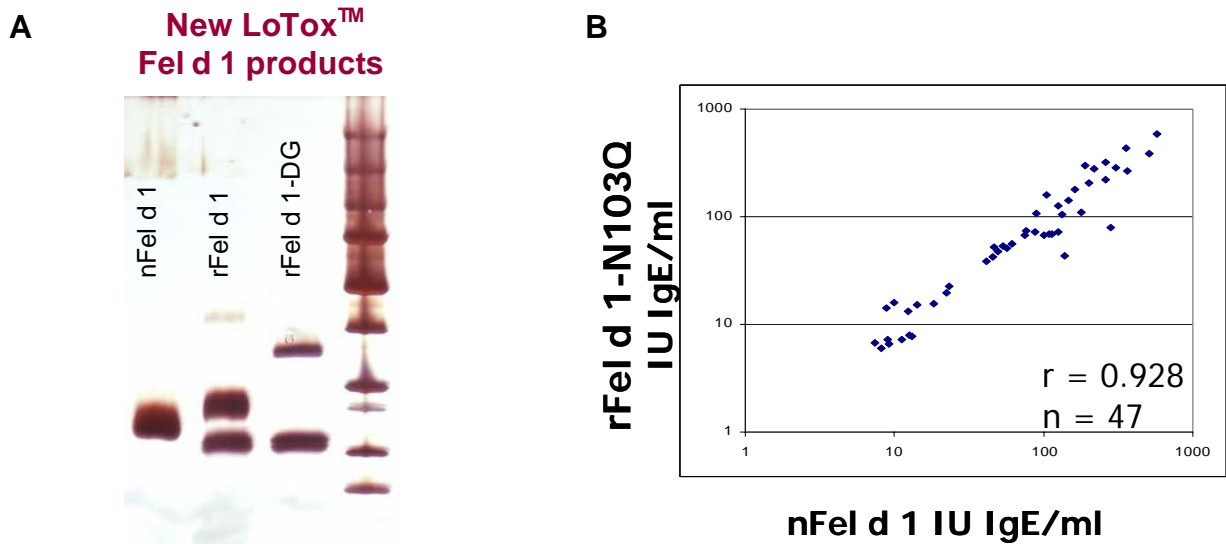 A
New LoTox™
Fel d 1 products
nFel d 1
rFel d 1
rFel d 1-DG
B
rFel d 1-N103Q
IU IgE/ml
1000
100
10
1
1
10
100
1000
r = 0.928
n = 47
nFel d 1 IU IgE/ml